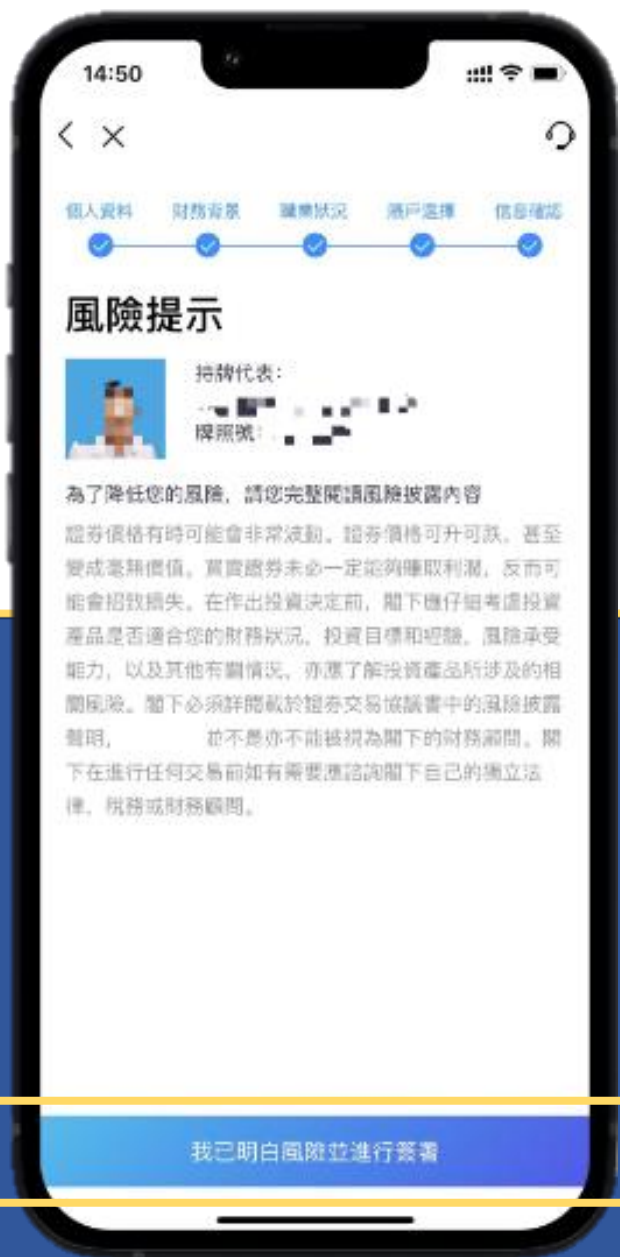 14:50
個人資料 財務背景 職業狀況 賬戶選擇 信息確認
風險提示
持牌代表:
牌照號:
為了降低您的風險,請您完整閱讀風險披露內容
證券價格有時可能會非常波動。證券價格可升可跌,甚至
變成毫無價值。買賣證券未必一定能夠賺取利潤,反而可
能會招致損失。在作出投資決定前,閣下應仔細考慮投資
產品是否適合您的財務狀況、投資目標和經驗、風險承受
能力,以及其他有關情況,亦應了解投資產品所涉及的相
關風險。閣下必須詳閱載於證券交易協議書中的風險披露
聲明, 並不是亦不能被視為閣下的財務顧問。閣
下在進行任何交易前如有需要應諮詢閣下自己的獨立法
律、稅務或財務顧問。
我已明白風險並進行簽署